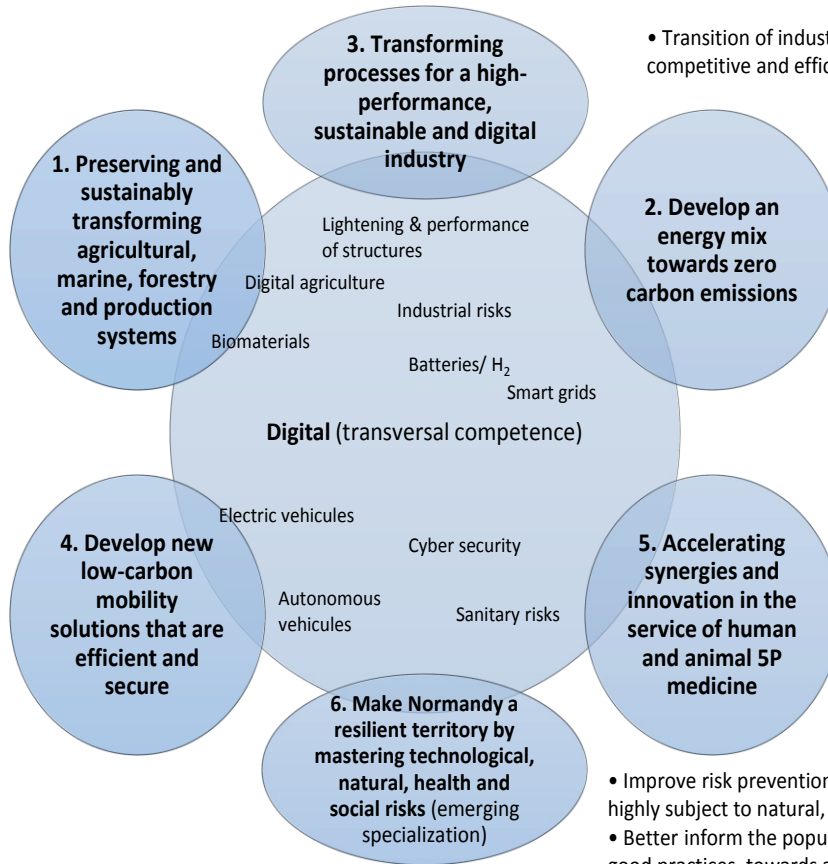 3. Transforming
processes for a high-
performance,
sustainable and digital
industry
• Transition of indust
competitive and effic
1. Preserving and
sustainably
transforming
agricultural,
marine, forestry
and production
systems
2. Develop an
energy mix
towards zero
carbon emissions
Lightening & performance
of structures
Digital agriculture
Industrial risks
Biomaterials
Batteries/ H₂
Smart grids
Digital (transversal competence)
Electric vehicules
Cyber security
Autonomous
vehicules
Sanitary risks
4. Develop new
low-carbon
mobility
solutions that are
efficient and
secure
5. Accelerating
synergies and
innovation in the
service of human
and animal 5P
medicine
6. Make Normandy a
resilient territory by
mastering technological,
natural, health and
social risks (emerging
specialization)
• Improve risk prevention
highly subject to natural,
• Better inform the popu